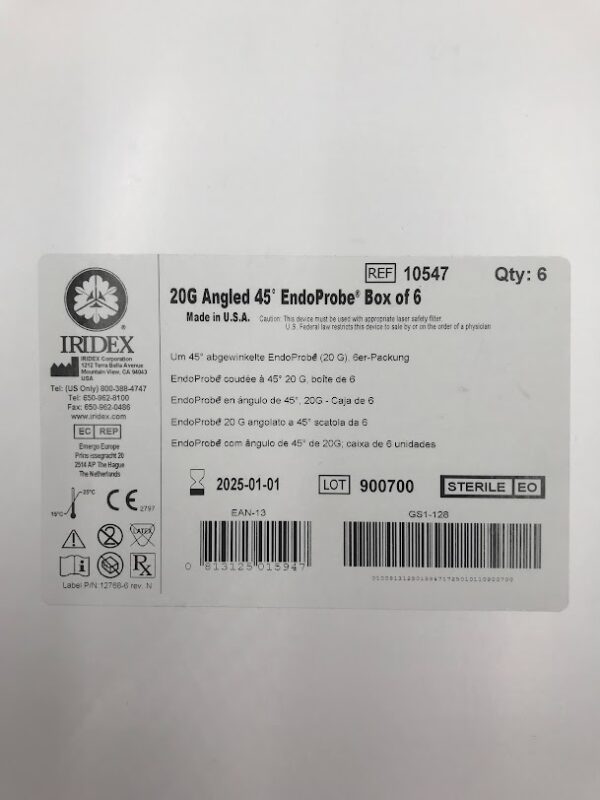 REF 10547 Qty: 6
20G Angled 45° EndoProbe® Box of 6
Made in U.S.A. Caution: This device must be used with appropriate laser safety filter.
U.S. Federal law restricts this device to sale by or on the order of a physician
IRIDEX ®
IRIDEX Corporation
1212 Terra Bella Avenue
Mountain View, CA 94043
USA
Tel: (US Only) 800-388-4747
Tel: 650-962-8100
Fax: 650-962-0486
www.iridex.com
EC REP
Emergo Europe
Prinsessegracht 20
2514 AP The Hague
The Netherlands
15°C 25°C
CE 2797
2
LATEX
i
Rx
Label P/N:12768-6 rev. N
Um 45° abgewinkelte EndoProbe® (20 G), 6er-Packung
EndoProbe® coudée à 45° 20 G, boîte de 6
EndoProbe® en ángulo de 45°, 20G - Caja de 6
EndoProbe® 20 G angolato a 45° scatola da 6
EndoProbe® com ângulo de 45° de 20G, caixa de 6 unidades
2025-01-01 LOT 900700 STERILE EO
EAN-13 GS1-128
0 813125 015947